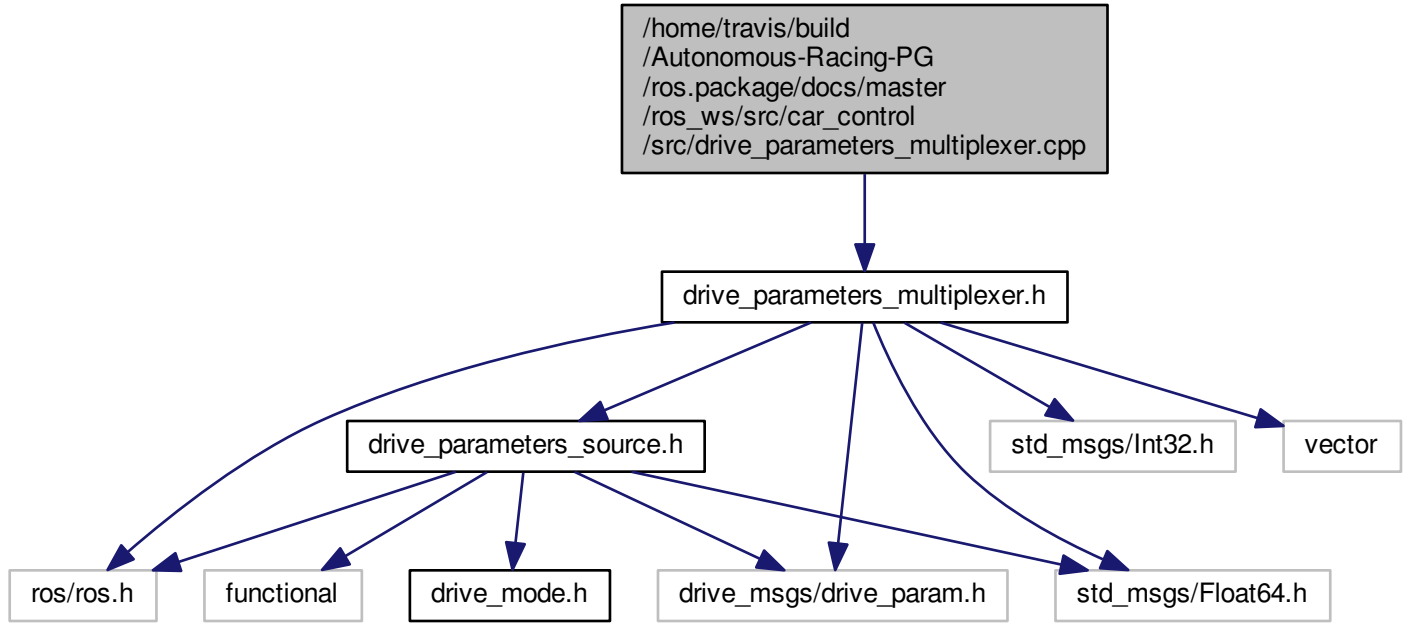 /home/travis/build
/Autonomous-Racing-PG
/ros.package/docs/master
/ros_ws/src/car_control
/src/drive_parameters_multiplexer.cpp
drive_parameters_multiplexer.h
drive_parameters_source.h
std_msgs/Int32.h
vector
ros/ros.h
functional
drive_mode.h
drive_msgs/drive_param.h
std_msgs/Float64.h